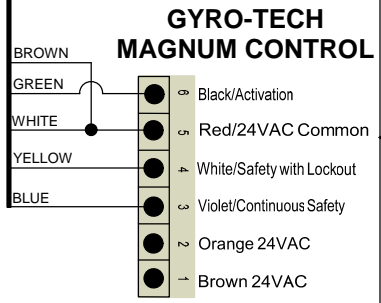 GYRO-TECH
MAGNUM CONTROL
BROWN
GREEN
6 Black/Activation
WHITE
5 Red/24VAC Common
YELLOW
4 White/Safety with Lockout
BLUE
3 Violet/Continuous Safety
2 Orange 24VAC
1 Brown 24VAC